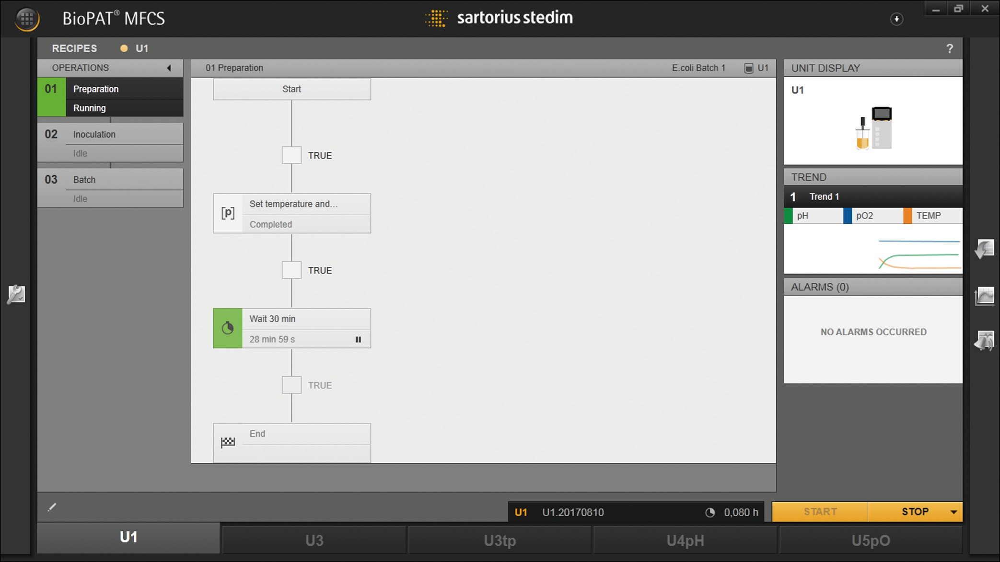 BioPAT® MFCS
sartorius stedim
RECIPES U1
?
OPERATIONS
01 Preparation
Running
02 Inoculation
Idle
03 Batch
Idle
01 Preparation E.coli Batch 1 U1
Start
TRUE
[p] Set temperature and...
Completed
TRUE
Wait 30 min
28 min 59 s
TRUE
End
UNIT DISPLAY
U1
TREND
1 Trend 1
pH pO2 TEMP
ALARMS (0)
NO ALARMS OCCURRED
U1 U1.20170810 0,080 h
START STOP
U1 U3 U3tp U4pH U5pO